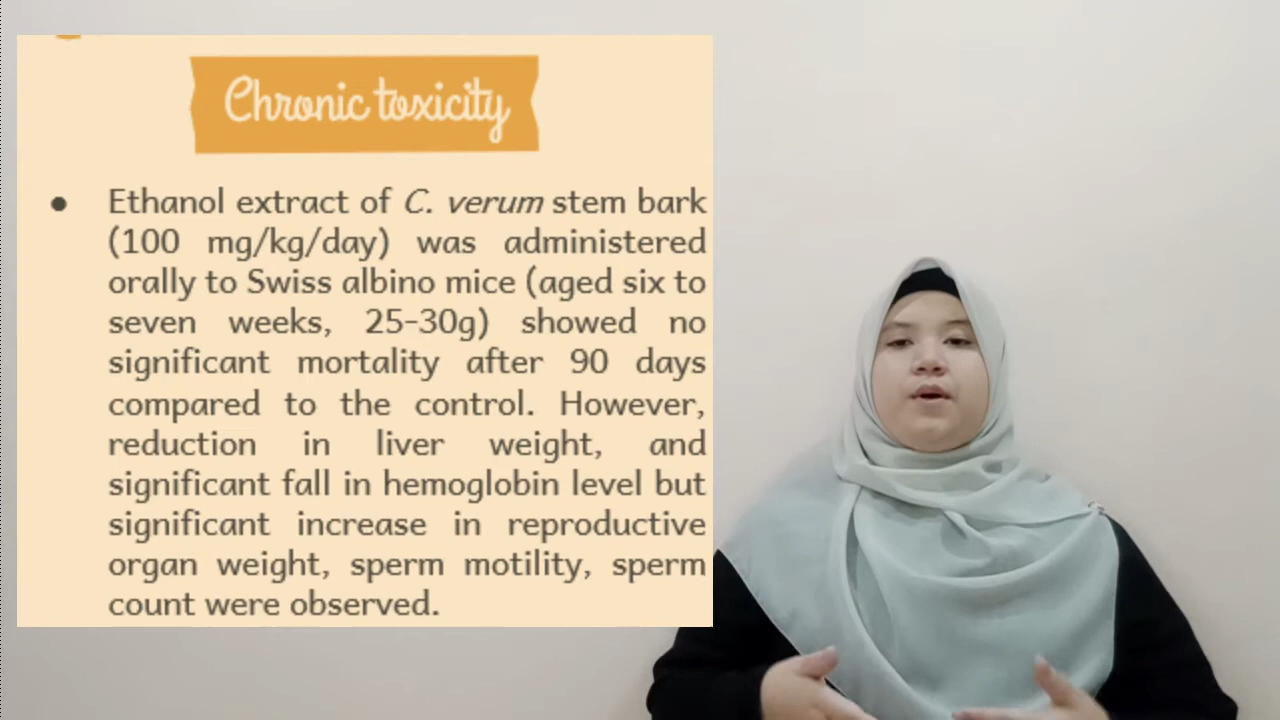 Chronic toxicity
● Ethanol extract of C. verum stem bark
(100 mg/kg/day) was administered
orally to Swiss albino mice (aged six to
seven weeks, 25-30g) showed no
significant mortality after 90 days
compared to the control. However,
reduction in liver weight, and
significant fall in hemoglobin level but
significant increase in reproductive
organ weight, sperm motility, sperm
count were observed.